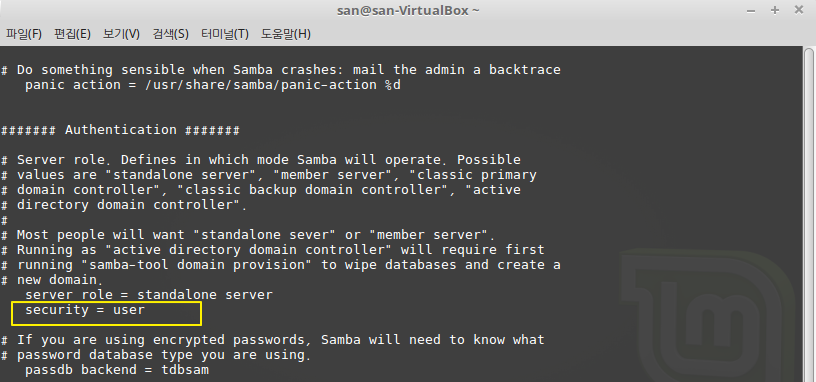 san@san-VirtualBox ~
파일(F) 편집(E) 보기(V) 검색(S) 터미널(T) 도움말(H)
# Do something sensible when Samba crashes: mail the admin a backtrace
panic action = /usr/share/samba/panic-action %d
####### Authentication #######
# Server role. Defines in which mode Samba will operate. Possible
# values are "standalone server", "member server", "classic primary
# domain controller", "classic backup domain controller", "active
# directory domain controller".
#
# Most people will want "standalone sever" or "member server".
# Running as "active directory domain controller" will require first
# running "samba-tool domain provision" to wipe databases and create a
# new domain.
server role = standalone server
security = user
# If you are using encrypted passwords, Samba will need to know what
# password database type you are using.
passdb backend = tdbsam